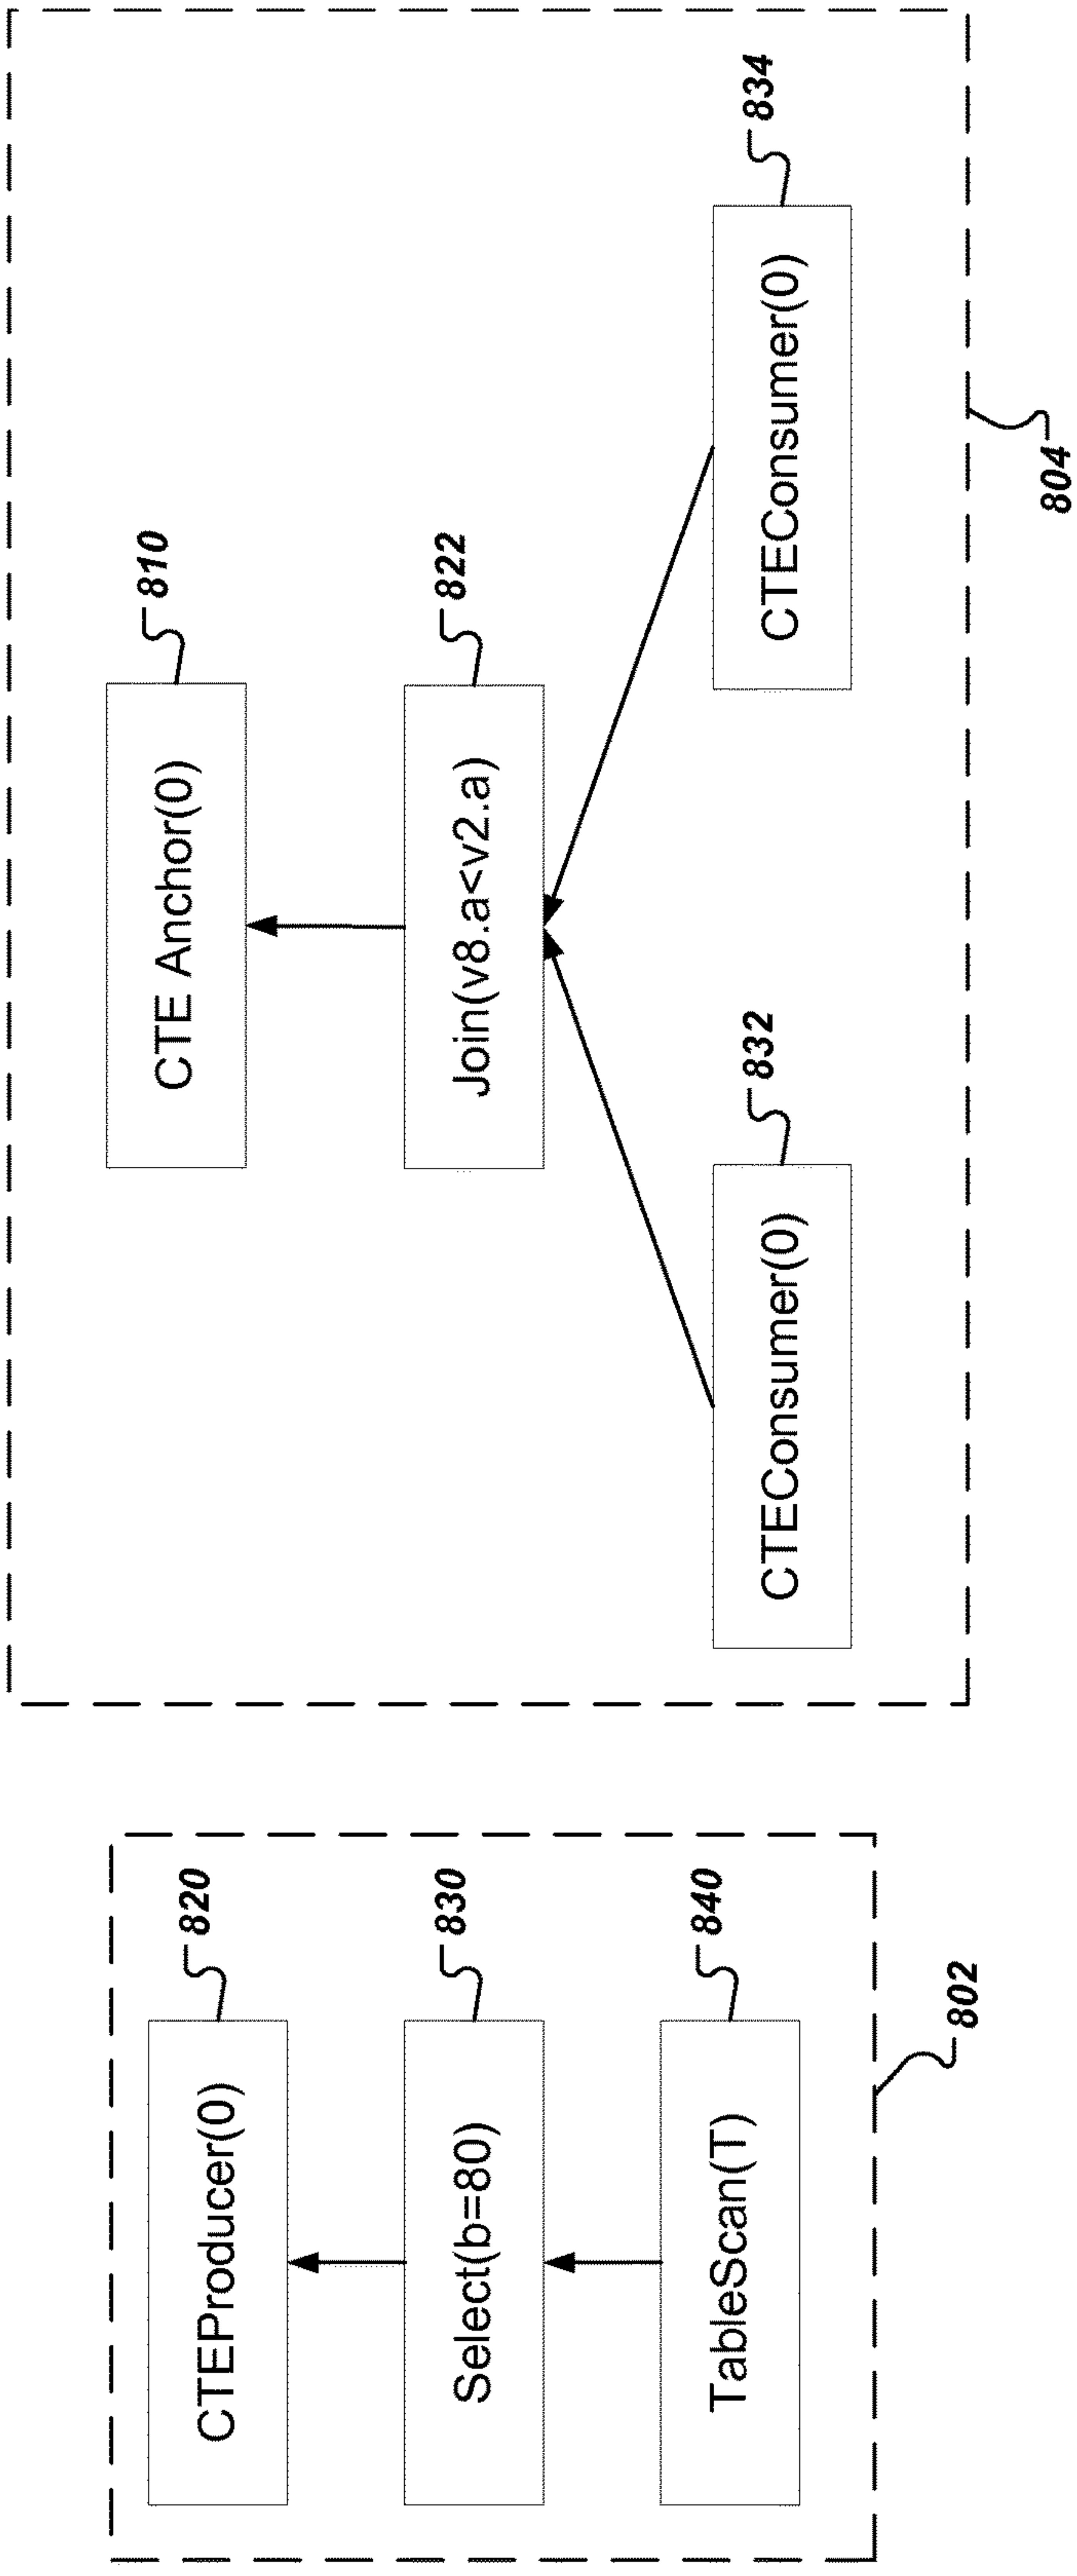 CTEProducer(0)
820
Select(b=80)
830
TableScan(T)
840
802
CTE Anchor(0)
810
Join(v8.a<v2.a)
822
CTEConsumer(0)
832
CTEConsumer(0)
834
804